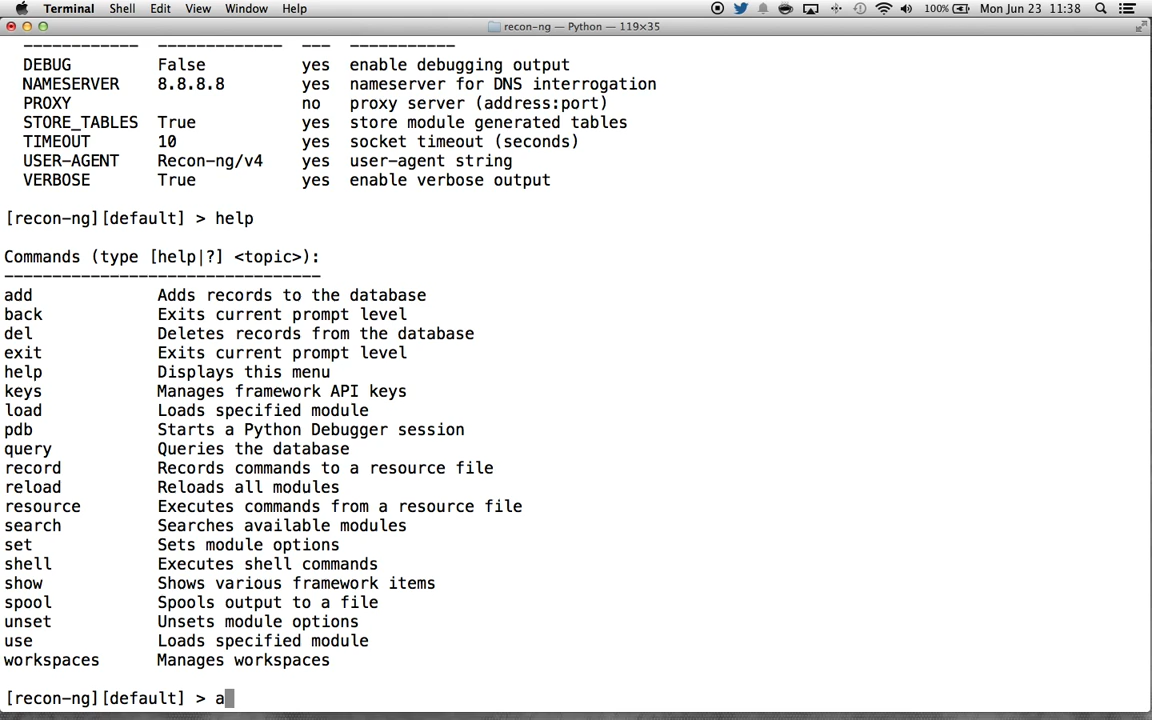 Terminal Shell Edit View Window Help 100% Mon Jun 23 11:38
recon-ng — Python — 119×35
------------ ------------- --- -----------
DEBUG False yes enable debugging output
NAMESERVER 8.8.8.8 yes nameserver for DNS interrogation
PROXY no proxy server (address:port)
STORE_TABLES True yes store module generated tables
TIMEOUT 10 yes socket timeout (seconds)
USER-AGENT Recon-ng/v4 yes user-agent string
VERBOSE True yes enable verbose output
[recon-ng][default] > help
Commands (type [help|?] <topic>):
---------------------------------
add Adds records to the database
back Exits current prompt level
del Deletes records from the database
exit Exits current prompt level
help Displays this menu
keys Manages framework API keys
load Loads specified module
pdb Starts a Python Debugger session
query Queries the database
record Records commands to a resource file
reload Reloads all modules
resource Executes commands from a resource file
search Searches available modules
set Sets module options
shell Executes shell commands
show Shows various framework items
spool Spools output to a file
unset Unsets module options
use Loads specified module
workspaces Manages workspaces
[recon-ng][default] > a